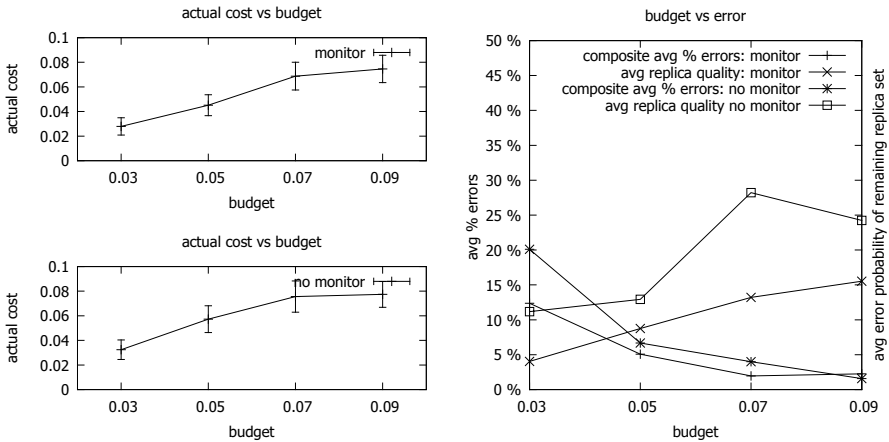 actual cost vs budget
0.1
0.08
0.06
0.04
0.02
0
actual cost
monitor
0.03 0.05 0.07 0.09
budget
actual cost vs budget
0.1
0.08
0.06
0.04
0.02
0
actual cost
no monitor
0.03 0.05 0.07 0.09
budget
budget vs error
50 %
45 %
40 %
35 %
30 %
25 %
20 %
15 %
10 %
5 %
0 %
avg % errors
composite avg % errors: monitor
avg replica quality: monitor
composite avg % errors: no monitor
avg replica quality no monitor
avg error probability of remaining replica set
0.03 0.05 0.07 0.09
budget